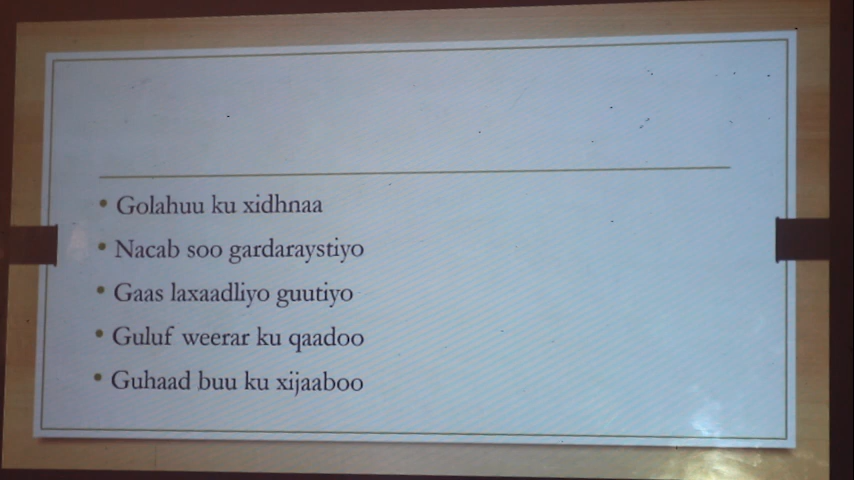 Golahuu ku xidhnaa
Nacab soo gardaraystiyo
Gaas laxaadliyo guutiyo
Guluf weerar ku qaadoo
Guhaad buu ku xijaaboo